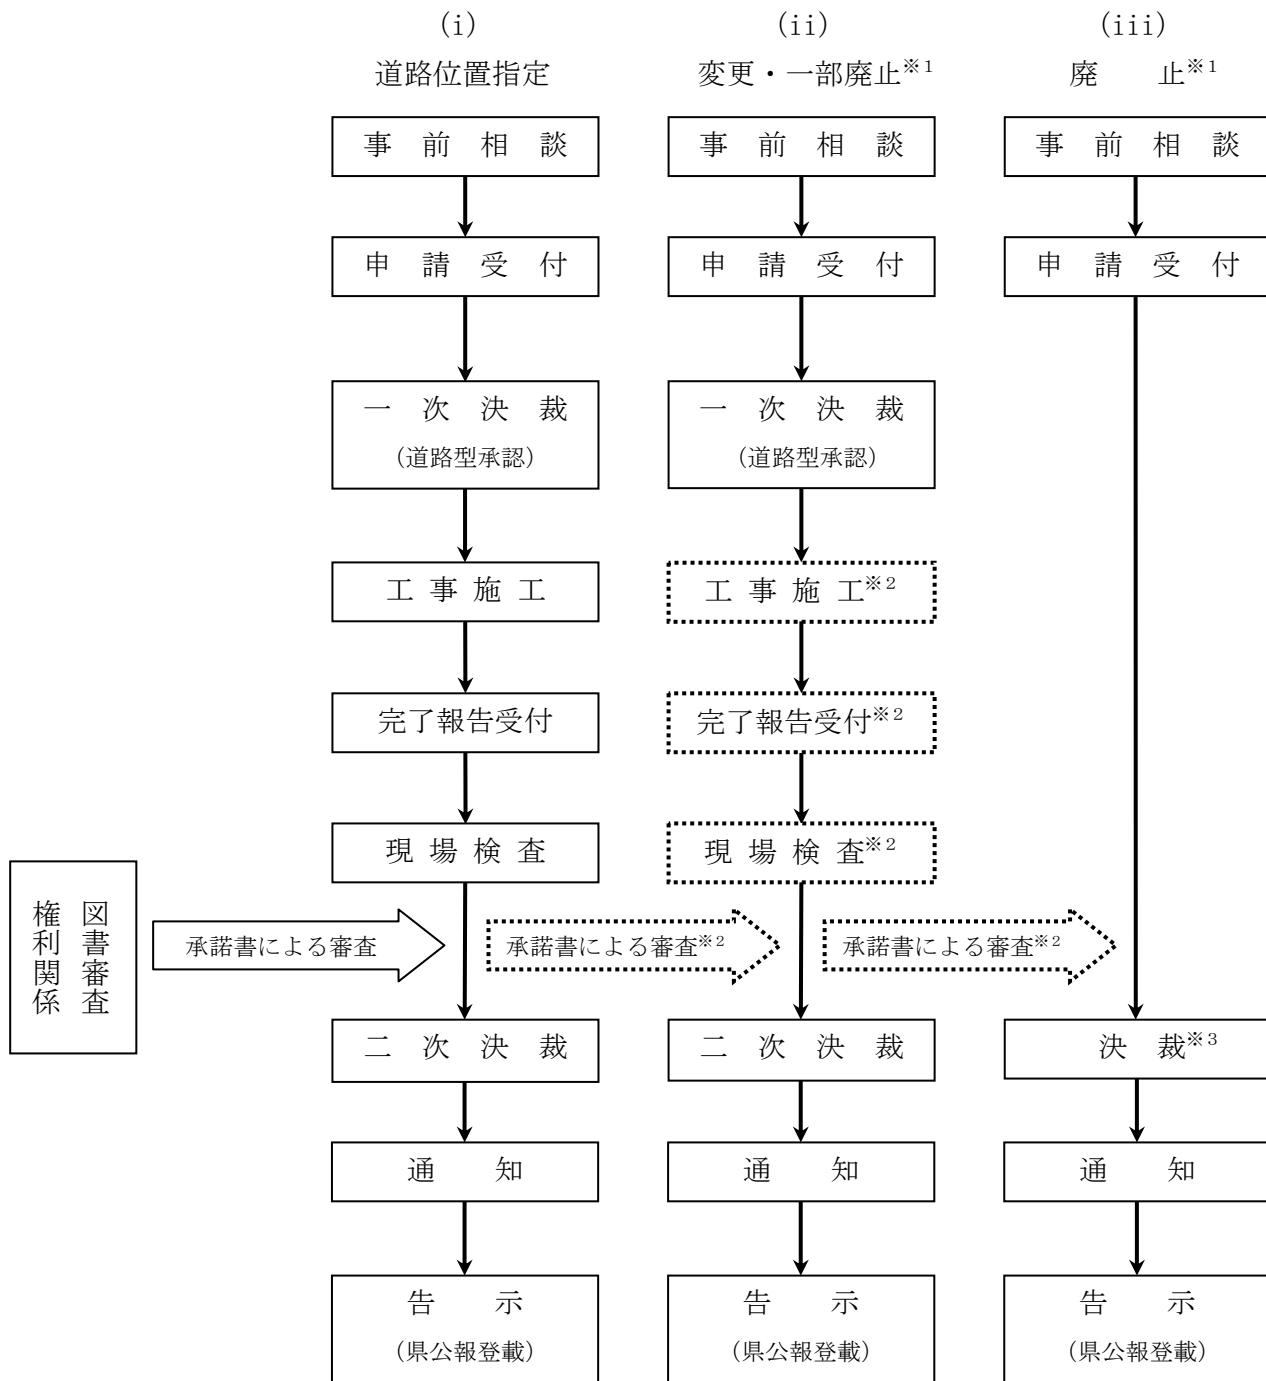 (i)
道路位置指定
事前相談
申請受付
一次決裁
(道路型承認)
工事施工
完了報告受付
現場検査
二次決裁
通知
告示
(県公報登載)
(ii)
変更・一部廃止※1
事前相談
申請受付
一次決裁
(道路型承認)
工事施工※2
完了報告受付※2
現場検査※2
二次決裁
通知
告示
(県公報登載)
(iii)
廃止※1
事前相談
申請受付
決裁※3
通知
告示
(県公報登載)
図書審査
権利関係
承諾書による審査
承諾書による審査※2
承諾書による審査※2